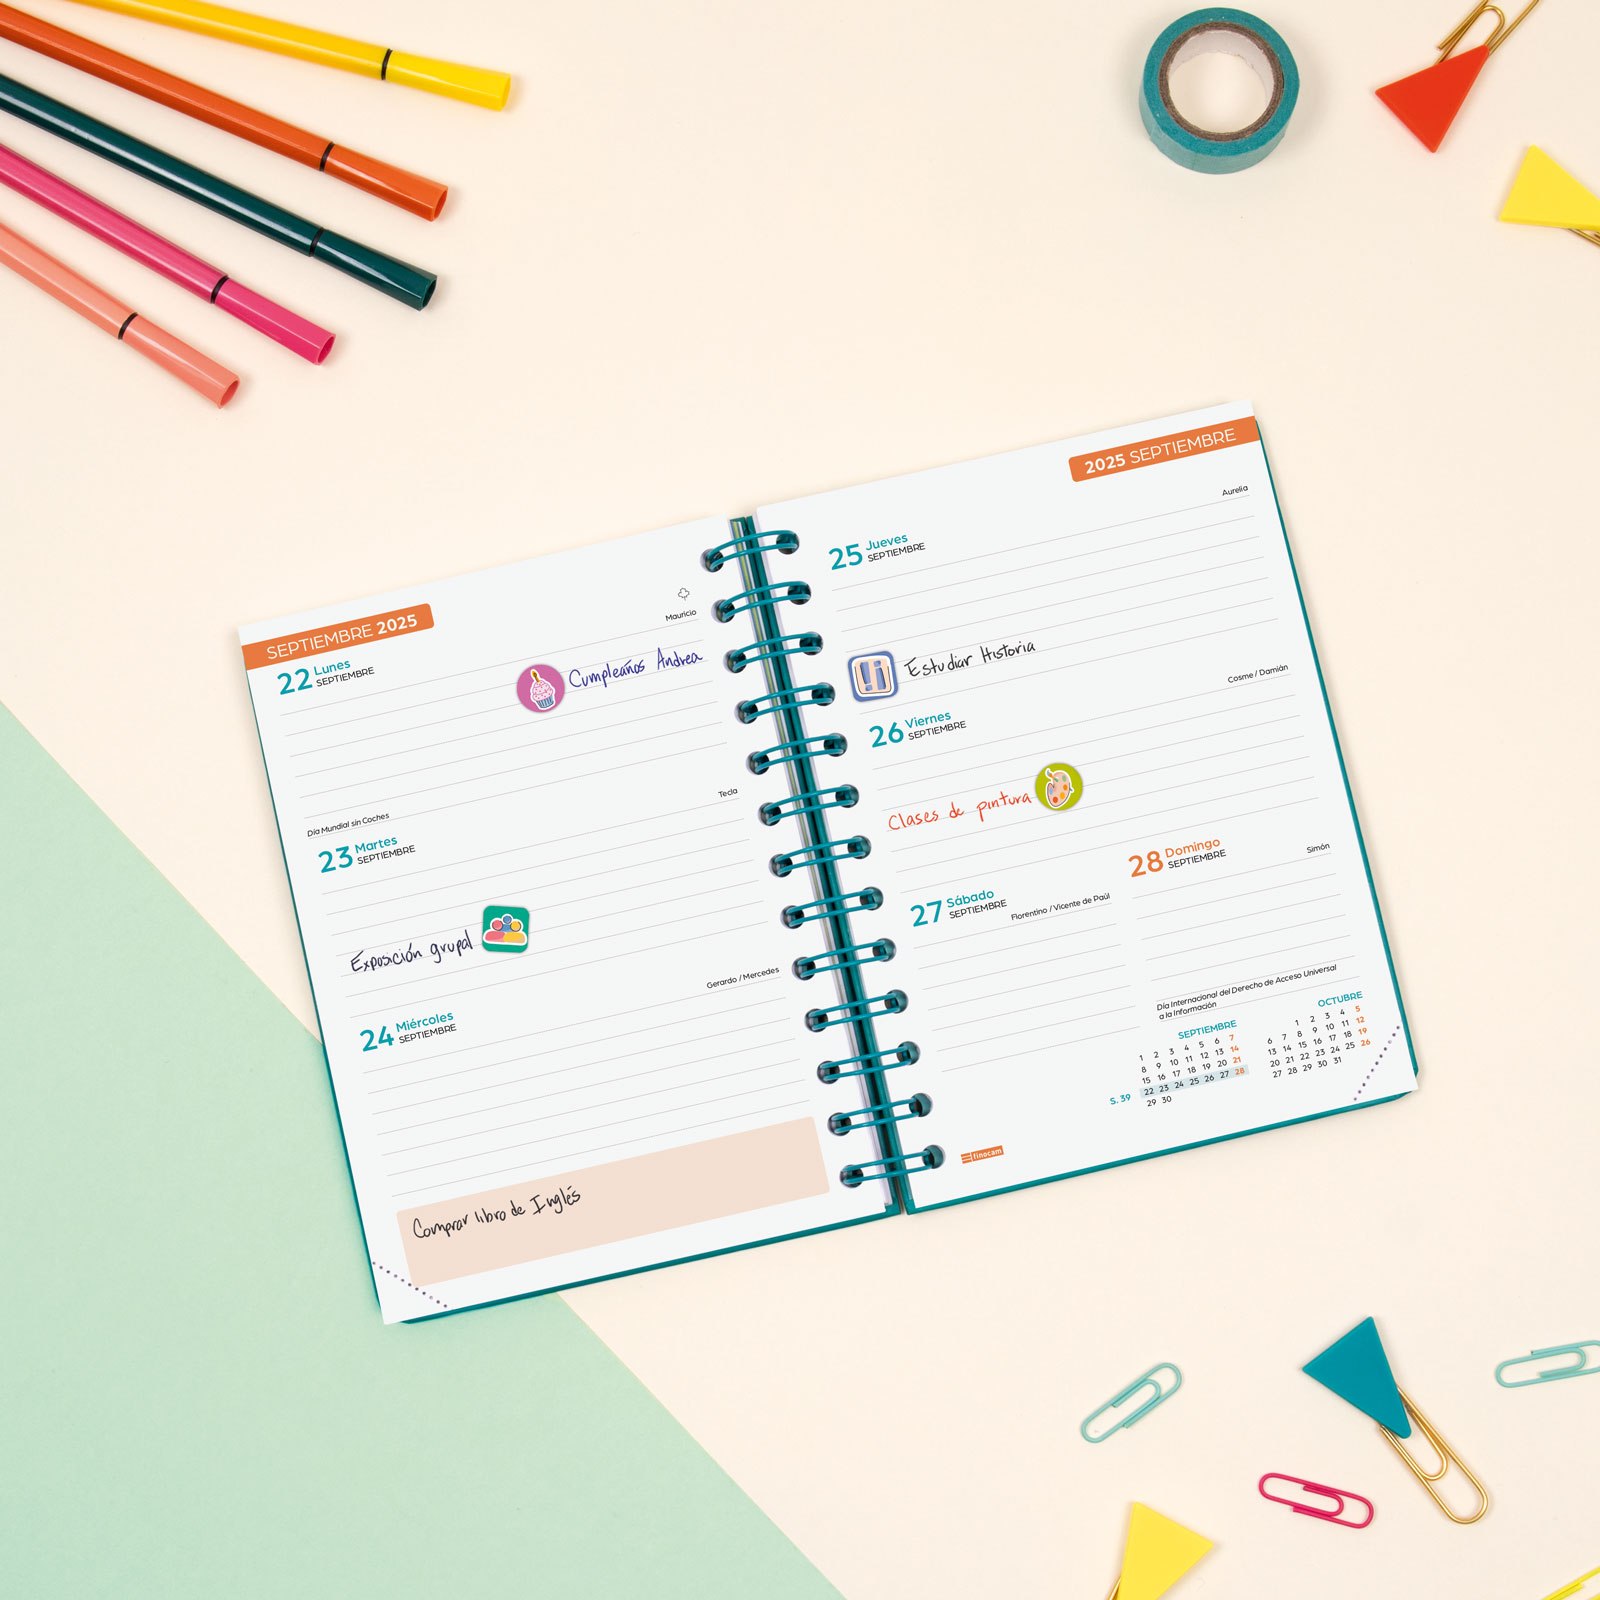 SEPTIEMBRE 2025
Mauricio
22 Lunes
SEPTIEMBRE
Cumpleaños Andrea
Día Mundial sin Coches
Tecla
23 Martes
SEPTIEMBRE
Exposición grupal
Gerardo / Mercedes
24 Miércoles
SEPTIEMBRE
Comprar libro de Inglés
2025 SEPTIEMBRE
Aurelia
25 Jueves
SEPTIEMBRE
Estudiar Historia
Cosme / Damián
26 Viernes
SEPTIEMBRE
Clases de pintura
27 Sábado
SEPTIEMBRE
Florentino / Vicente de Paúl
28 Domingo
SEPTIEMBRE
Simón
Día Internacional del Derecho de Acceso Universal
a la Información
SEPTIEMBRE
1 2 3 4 5 6 7
8 9 10 11 12 13 14
15 16 17 18 19 20 21
S. 39 22 23 24 25 26 27 28
29 30
OCTUBRE
1 2 3 4 5
6 7 8 9 10 11 12
13 14 15 16 17 18 19
20 21 22 23 24 25 26
27 28 29 30 31
finocam